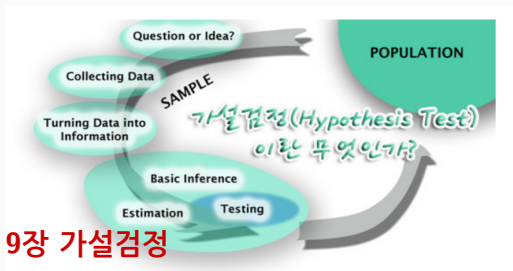 Question or Idea?
POPULATION
Collecting Data
SAMPLE
가설검정(Hypothesis Test)
Turning Data into
Information
이란 무엇인가?
Basic Inference
Estimation
Testing
9장 가설검정